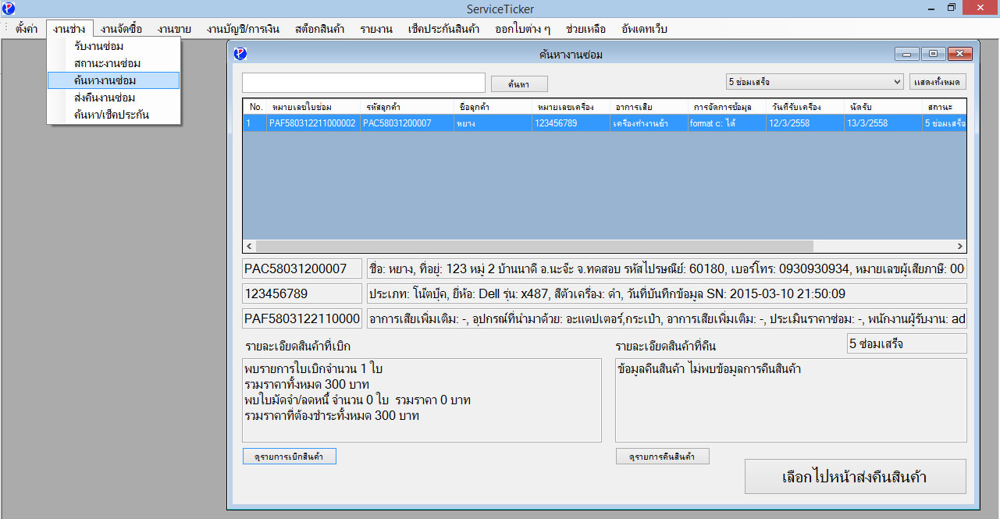 ServiceTicker
ตั้งค่า งานช่าง งานจัดซื้อ งานขาย งานบัญชี/การเงิน สต็อกสินค้า รายงาน เช็คประกันสินค้า ออกใบต่าง ๆ ช่วยเหลือ อัพเดทเว็บ
รับงานซ่อม
สถานะงานซ่อม
ค้นหางานซ่อม
ส่งคืนงานซ่อม
ค้นหา/เช็คประกัน
ค้นหางานซ่อม
ค้นหา 5 ซ่อมเสร็จ แสดงทั้งหมด
No. หมายเลขใบซ่อม รหัสลูกค้า ชื่อลูกค้า หมายเลขเครื่อง อาการเสีย การจัดการข้อมูล วันที่รับเครื่อง นัดรับ สถานะ
1 PAF580312211000002 PAC58031200007 หยาง 123456789 เครื่องทำงานช้า format c: ได้ 12/3/2558 13/3/2558 5 ซ่อมเสร็จ
PAC58031200007 ชื่อ: หยาง, ที่อยู่: 123 หมู่ 2 บ้านนาดี อ.นะจ๊ะ จ.ทดสอบ รหัสไปรษณีย์: 60180, เบอร์โทร: 0930930934, หมายเลขผู้เสียภาษี: 00
123456789 ประเภท: โน็ตบุ๊ค, ยี่ห้อ: Dell รุ่น: x487, สีตัวเครื่อง: ดำ, วันที่บันทึกข้อมูล SN: 2015-03-10 21:50:09
PAF5803122110000 อาการเสียเพิ่มเติม: -, อุปกรณ์ที่นำมาด้วย: อะแดปเตอร์,กระเป๋า, อาการเสียเพิ่มเติม: -, ประเมินราคาซ่อม: -, พนักงานผู้รับงาน: ad
รายละเอียดสินค้าที่เบิก รายละเอียดสินค้าที่คืน 5 ซ่อมเสร็จ
พบรายการใบเบิกจำนวน 1 ใบ
รวมราคาทั้งหมด 300 บาท
พบใบมัดจำ/ลดหนี้ จำนวน 0 ใบ รวมราคา 0 บาท
รวมราคาที่ต้องชำระทั้งหมด 300 บาท
ข้อมูลคืนสินค้า ไม่พบข้อมูลการคืนสินค้า
ดูรายการเบิกสินค้า ดูรายการคืนสินค้า
เลือกไปหน้าส่งคืนสินค้า